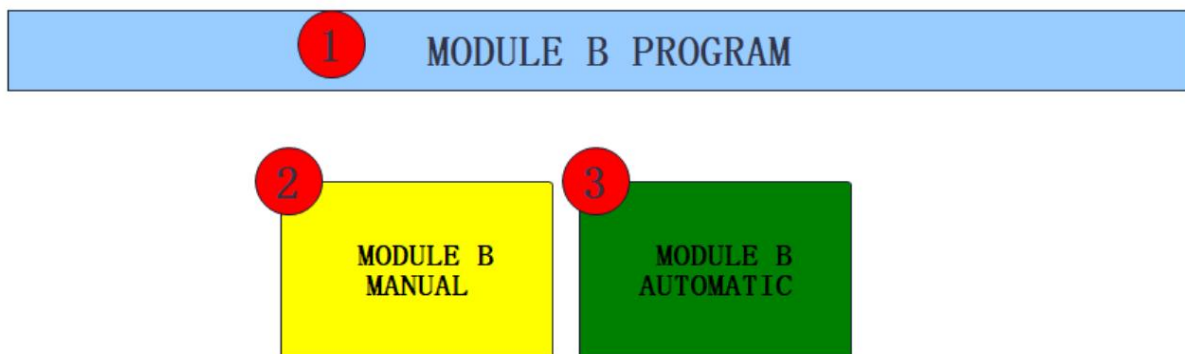 1
MODULE B PROGRAM
2
MODULE B
MANUAL
3
MODULE B
AUTOMATIC